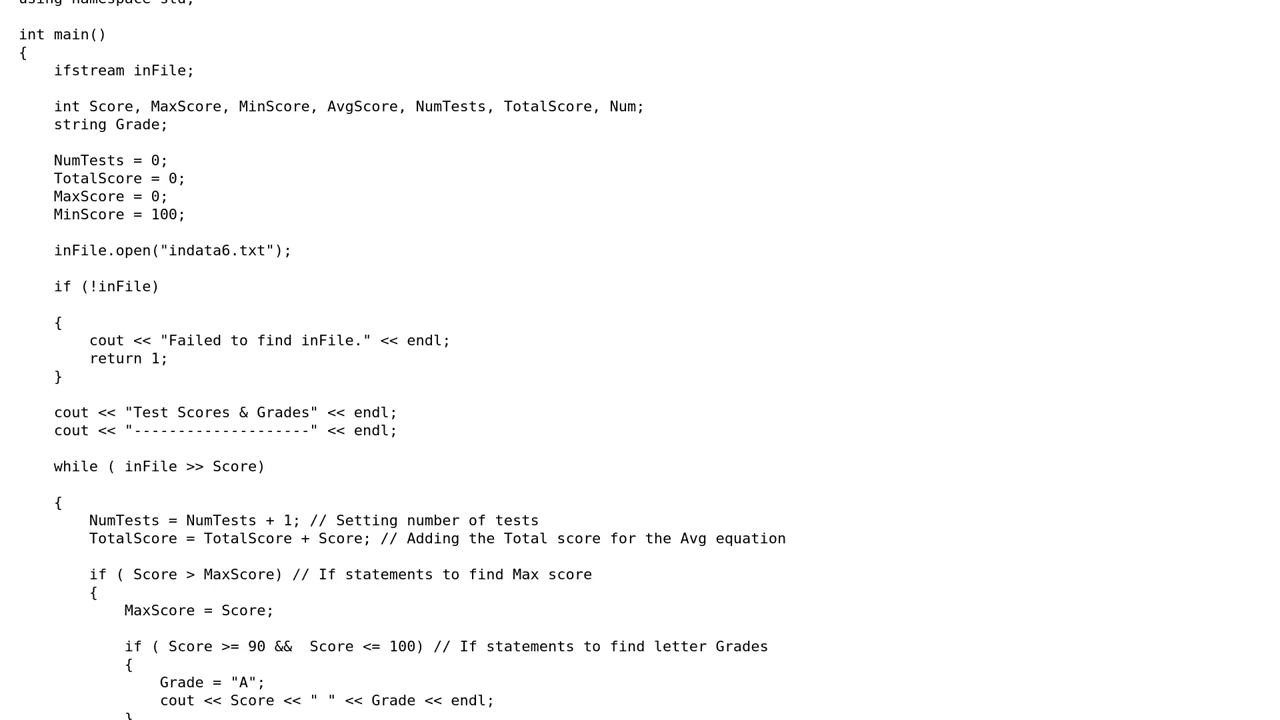 using namespace std;
int main()
{
ifstream inFile;
int Score, MaxScore, MinScore, AvgScore, NumTests, TotalScore, Num;
string Grade;
NumTests = 0;
TotalScore = 0;
MaxScore = 0;
MinScore = 100;
inFile.open("indata6.txt");
if (!inFile)
{
cout << "Failed to find inFile." << endl;
return 1;
}
cout << "Test Scores & Grades" << endl;
cout << "--------------------" << endl;
while ( inFile >> Score)
{
NumTests = NumTests + 1; // Setting number of tests
TotalScore = TotalScore + Score; // Adding the Total score for the Avg equation
if ( Score > MaxScore) // If statements to find Max score
{
MaxScore = Score;
if ( Score >= 90 &&  Score <= 100) // If statements to find letter Grades
{
Grade = "A";
cout << Score << " " << Grade << endl;
}